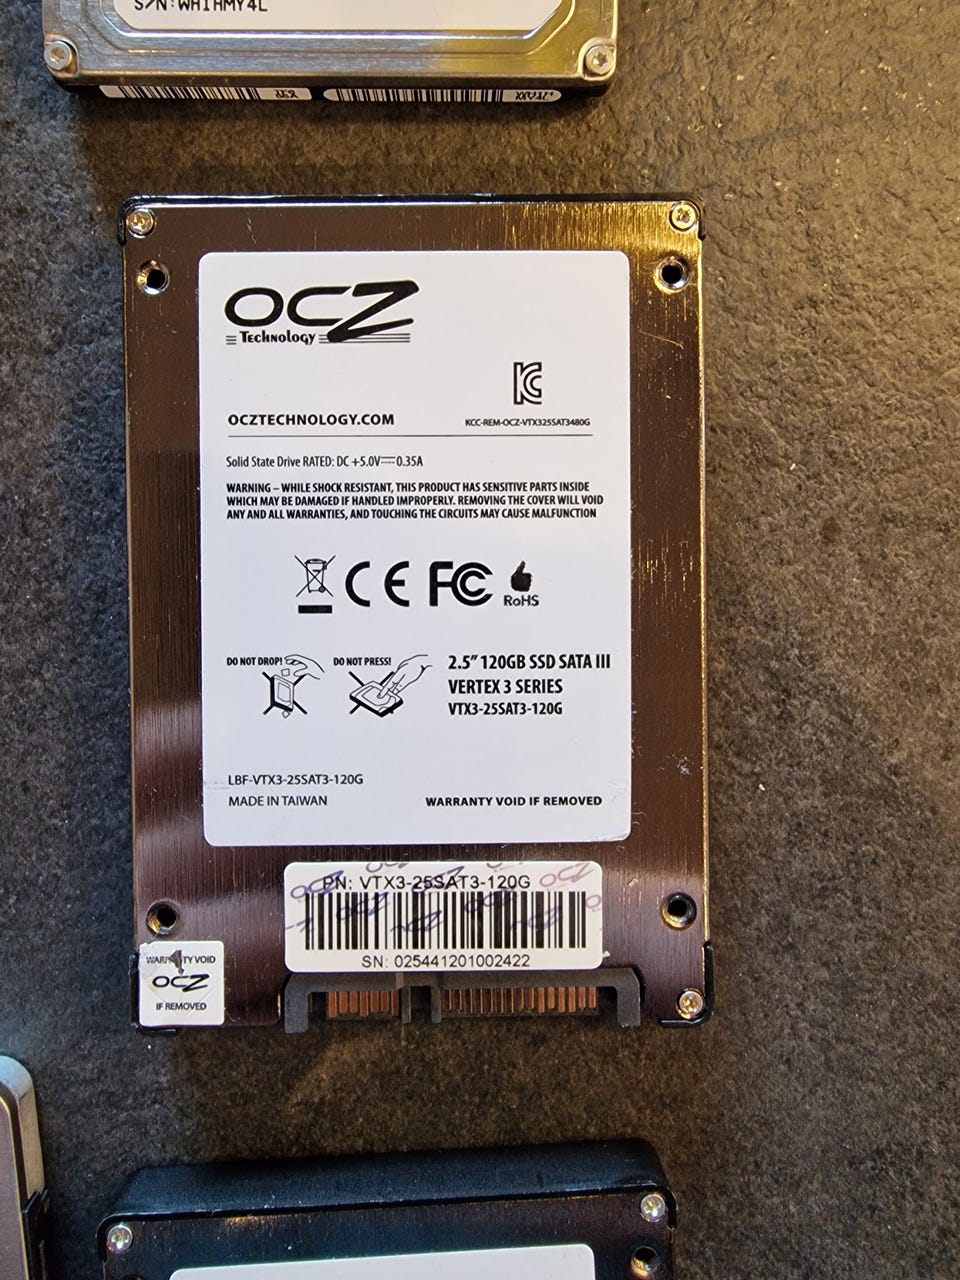 S/N:WH1HMY4L
OCZ
Technology
KC
OCZTECHNOLOGY.COM
KCC-REM-OCZ-VTX325SAT3480G
Solid State Drive RATED: DC +5.0V⎓0.35A
WARNING – WHILE SHOCK RESISTANT, THIS PRODUCT HAS SENSITIVE PARTS INSIDE
WHICH MAY BE DAMAGED IF HANDLED IMPROPERLY. REMOVING THE COVER WILL VOID
ANY AND ALL WARRANTIES, AND TOUCHING THE CIRCUITS MAY CAUSE MALFUNCTION
CE FC RoHS
DO NOT DROP! DO NOT PRESS!
2.5” 120GB SSD SATA III
VERTEX 3 SERIES
VTX3-25SAT3-120G
LBF-VTX3-25SAT3-120G
MADE IN TAIWAN
WARRANTY VOID IF REMOVED
PN: VTX3-25SAT3-120G
SN: 025441201002422
WARRANTY VOID
OCZ
IF REMOVED